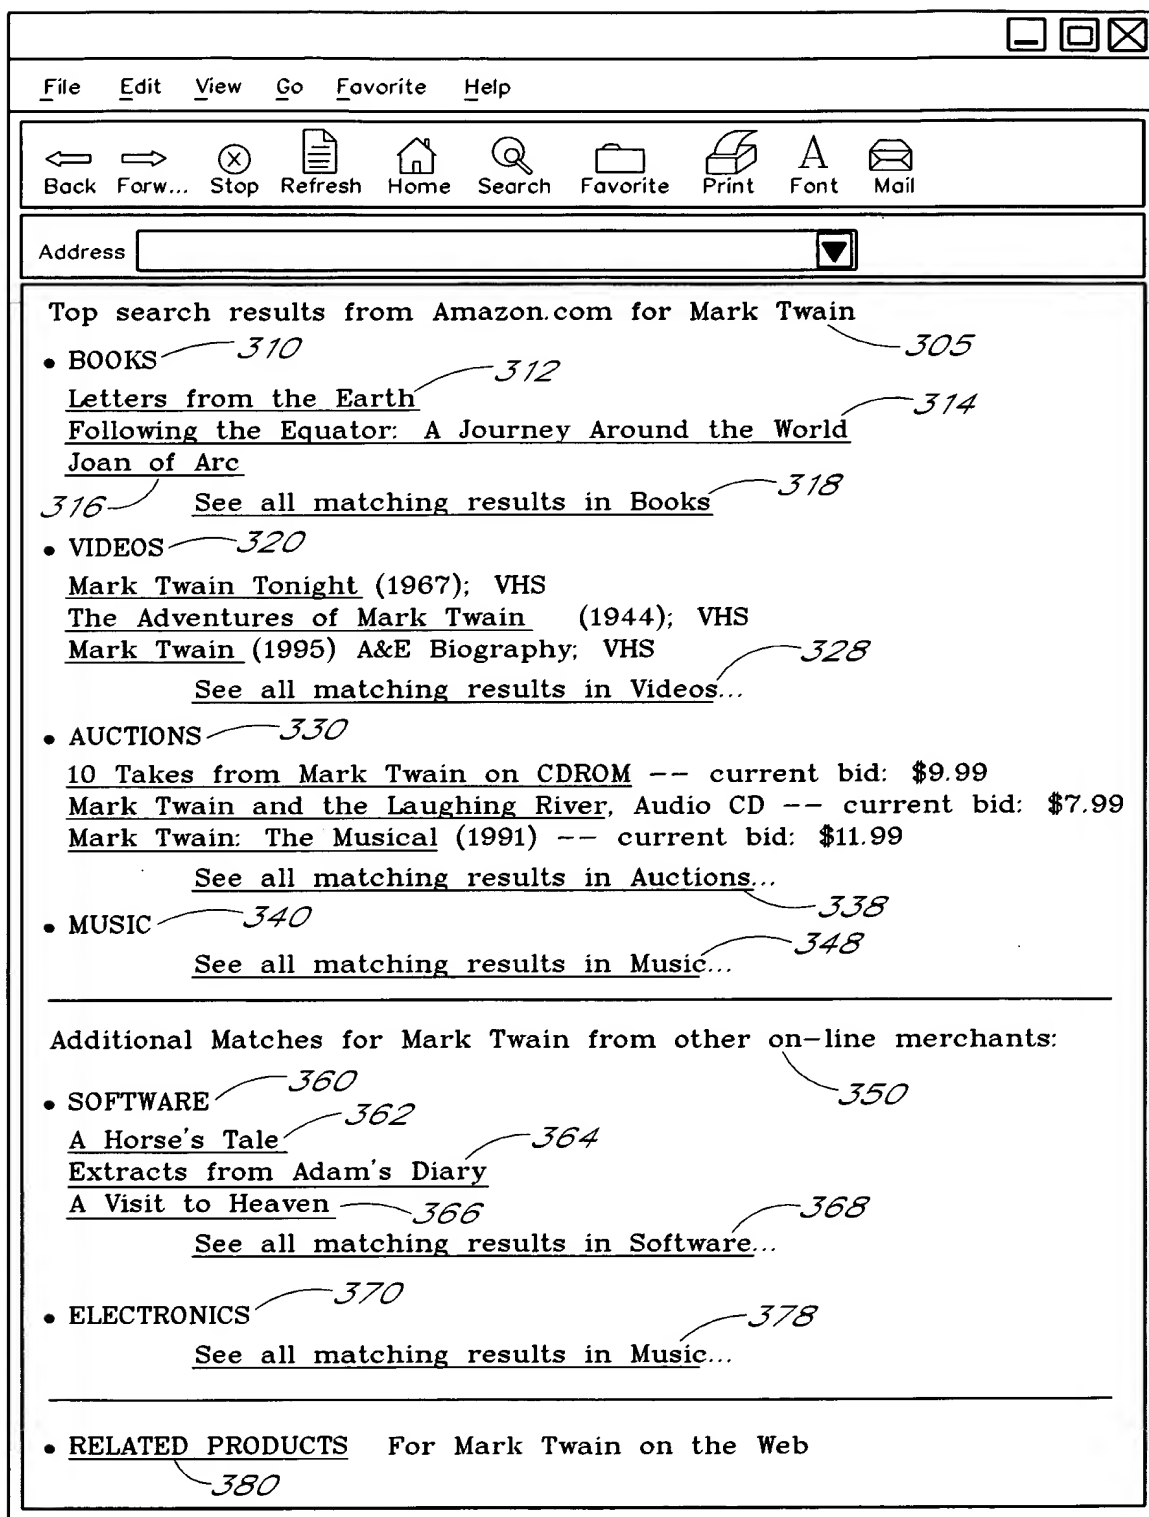 File Edit View Go Favorite Help
Back Forw... Stop Refresh Home Search Favorite Print Font Mail
Address
Top search results from Amazon.com for Mark Twain
305
• BOOKS 310
312
Letters from the Earth
314
Following the Equator: A Journey Around the World
Joan of Arc
316 See all matching results in Books 318
• VIDEOS 320
Mark Twain Tonight (1967); VHS
The Adventures of Mark Twain (1944); VHS
Mark Twain (1995) A&E Biography; VHS 328
See all matching results in Videos...
• AUCTIONS 330
10 Takes from Mark Twain on CDROM -- current bid: $9.99
Mark Twain and the Laughing River, Audio CD -- current bid: $7.99
Mark Twain: The Musical (1991) -- current bid: $11.99
See all matching results in Auctions...
338
• MUSIC 340
348
See all matching results in Music...
Additional Matches for Mark Twain from other on-line merchants:
350
• SOFTWARE 360
362
A Horse's Tale 364
Extracts from Adam's Diary
A Visit to Heaven 366 368
See all matching results in Software...
• ELECTRONICS 370
378
See all matching results in Music...
• RELATED PRODUCTS For Mark Twain on the Web
380